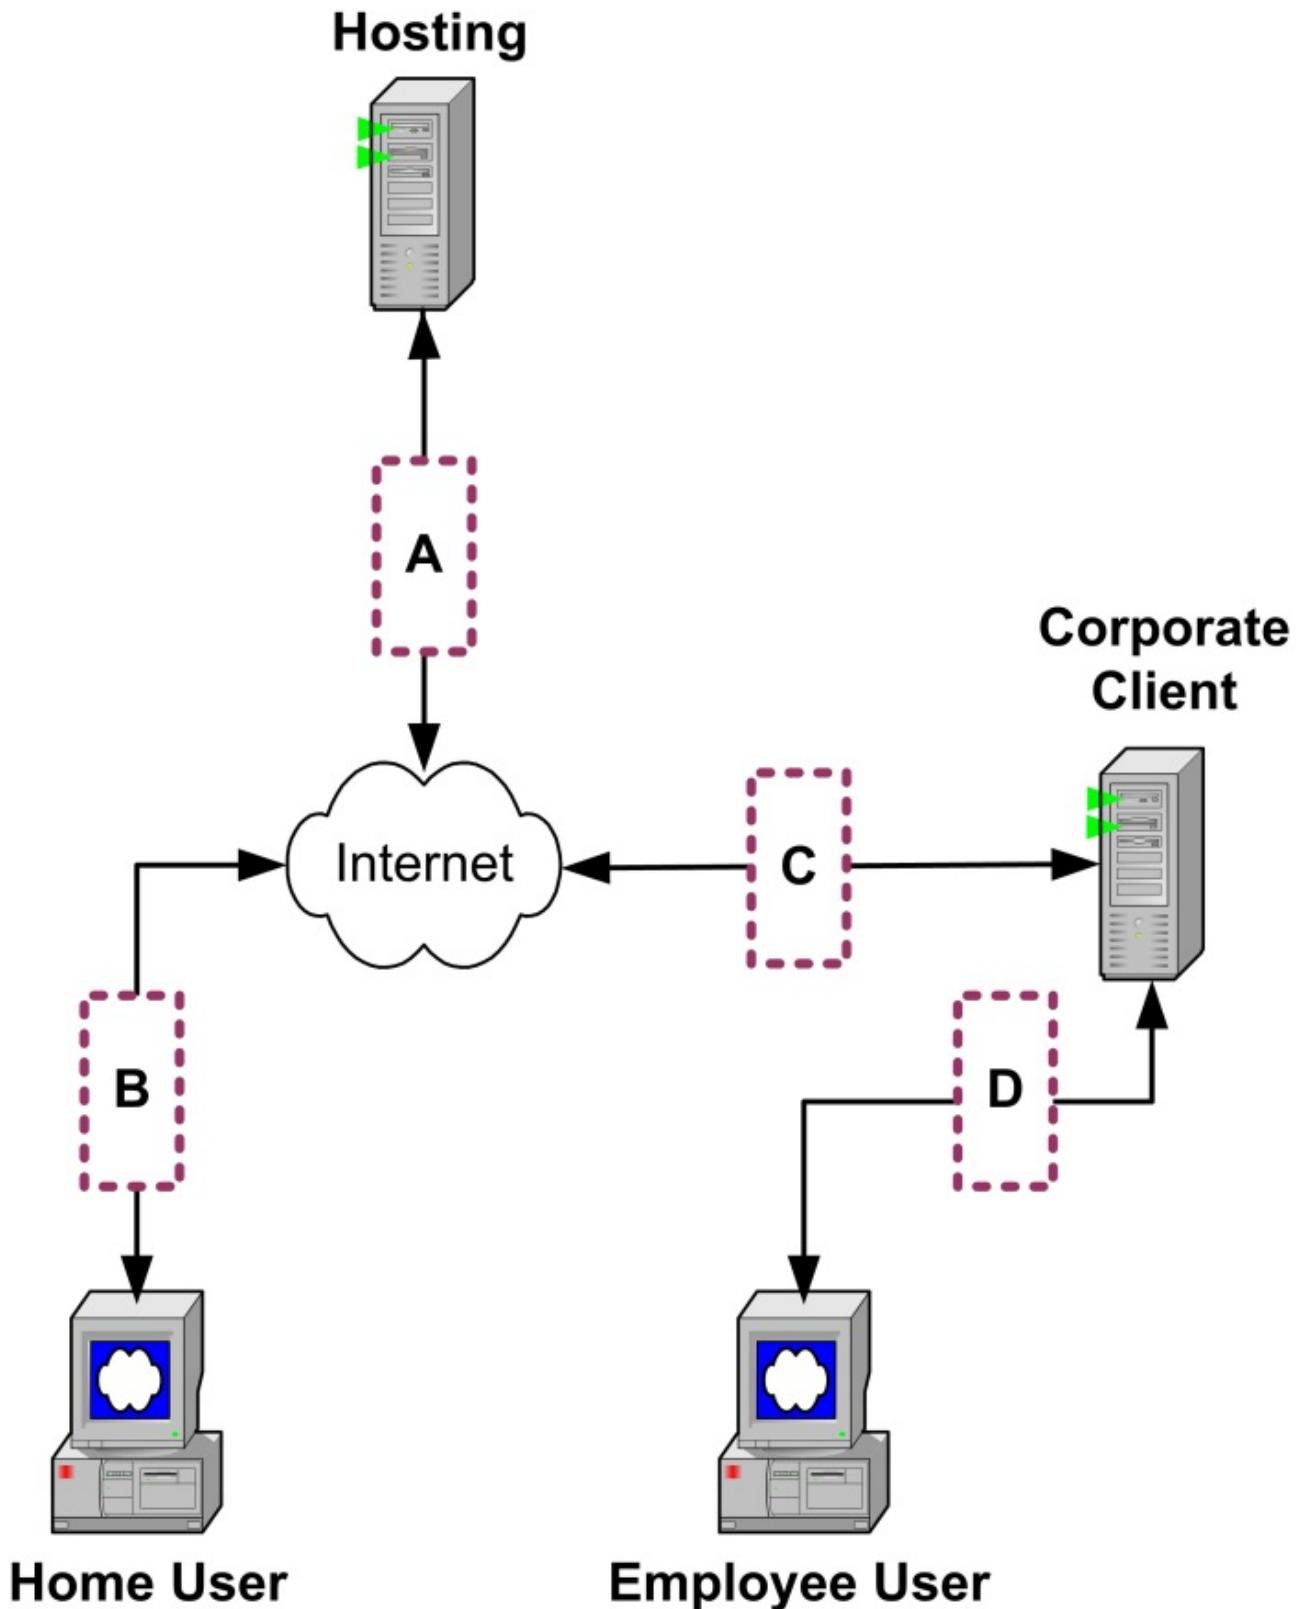 Hosting
A
Corporate
Client
Internet
C
B
D
Home User
Employee User